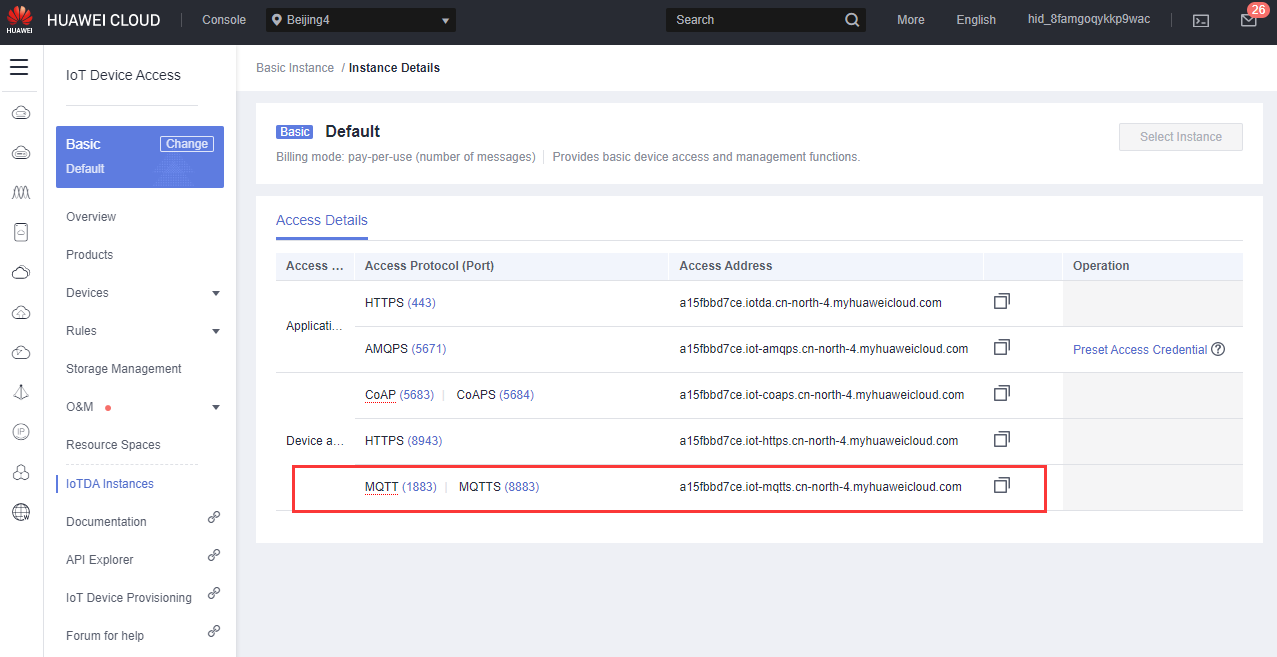 HUAWEI
HUAWEI CLOUD
Console
Beijing4
Search
More
English
hid_8famgoqykkp9wac
26
IoT Device Access
Basic Instance / Instance Details
Basic
Change
Default
Basic Default
Select Instance
Billing mode: pay-per-use (number of messages) Provides basic device access and management functions.
Overview
Products
Devices
Rules
Storage Management
O&M
Resource Spaces
IoTDA Instances
Documentation
API Explorer
IoT Device Provisioning
Forum for help
Access Details
Access ... Access Protocol (Port) Access Address Operation
Applicati...
HTTPS (443) a15fbbd7ce.iotda.cn-north-4.myhuaweicloud.com
AMQPS (5671) a15fbbd7ce.iot-amqps.cn-north-4.myhuaweicloud.com Preset Access Credential ?
Device a...
CoAP (5683) CoAPS (5684) a15fbbd7ce.iot-coaps.cn-north-4.myhuaweicloud.com
HTTPS (8943) a15fbbd7ce.iot-https.cn-north-4.myhuaweicloud.com
MQTT (1883) MQTTS (8883) a15fbbd7ce.iot-mqtts.cn-north-4.myhuaweicloud.com
IP
W